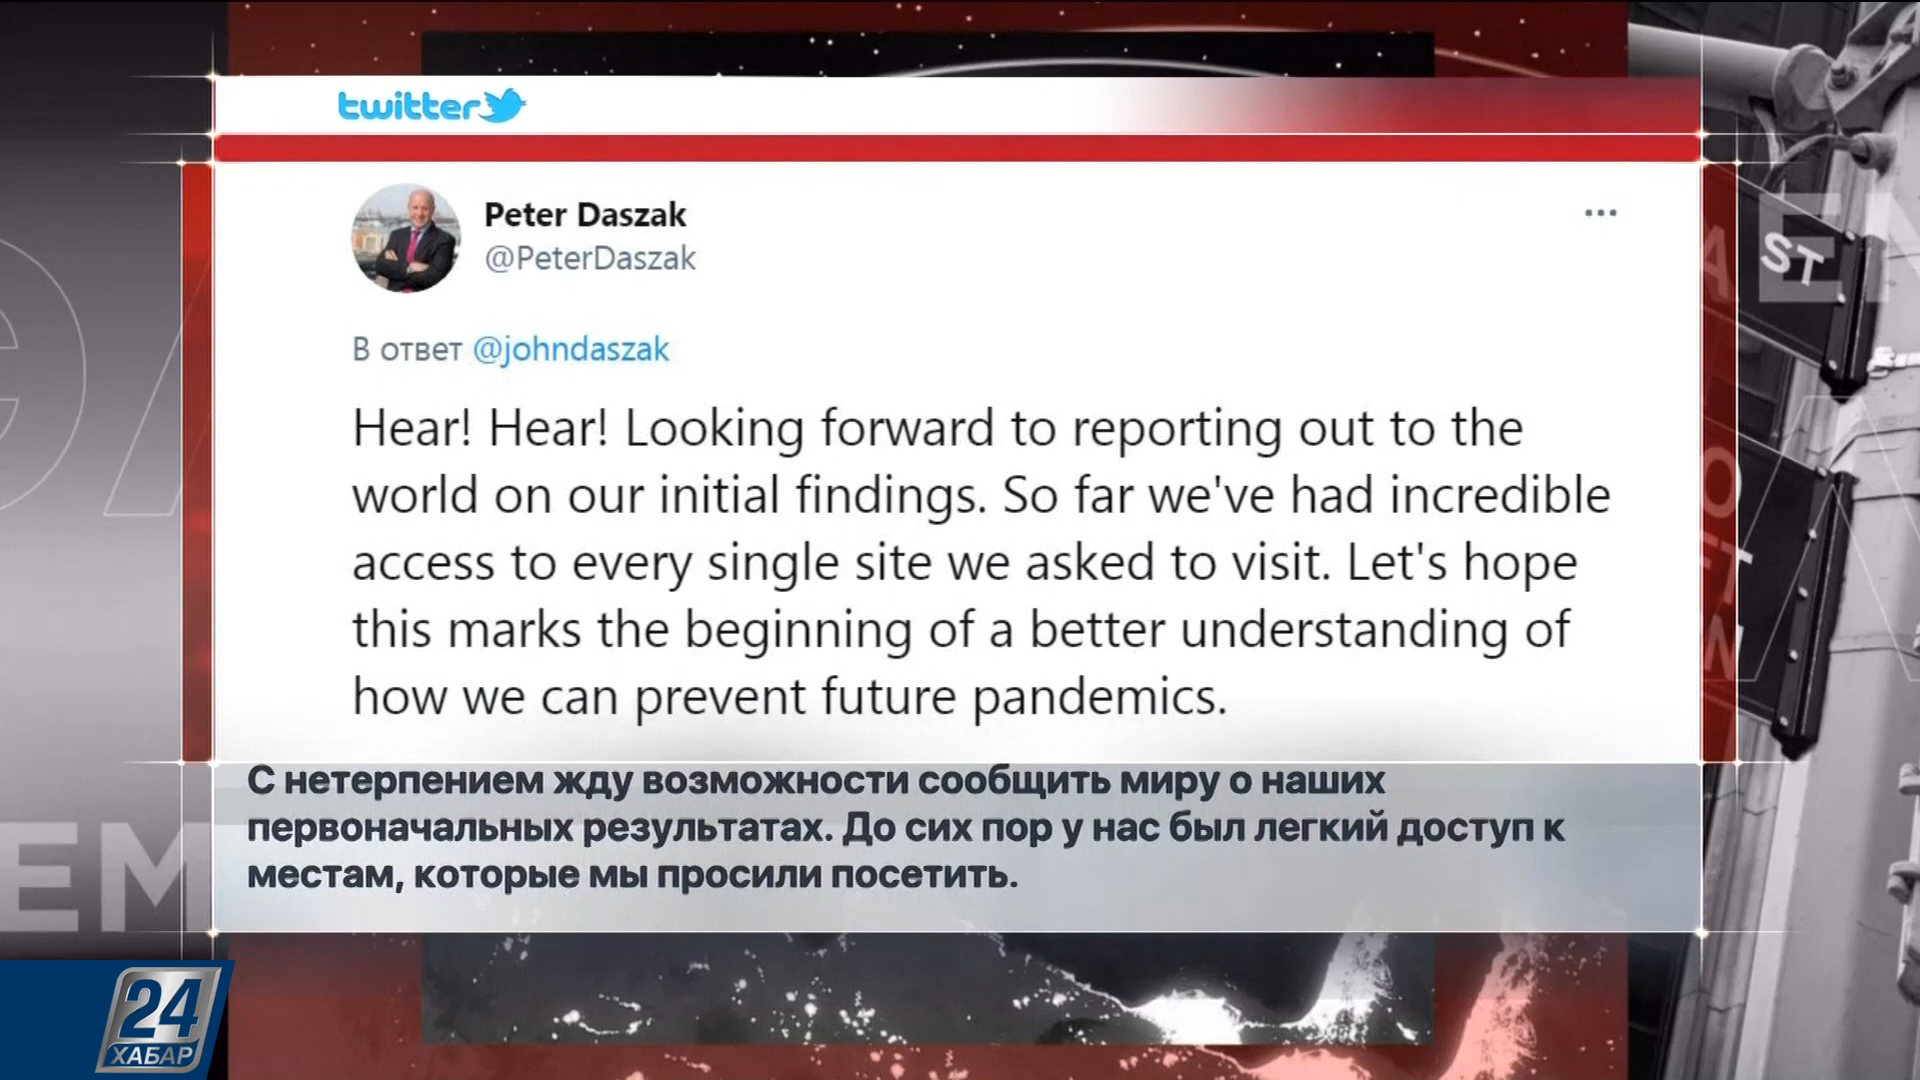 twitter
Peter Daszak
@PeterDaszak
В ответ @johndaszak
Hear! Hear! Looking forward to reporting out to the
world on our initial findings. So far we've had incredible
access to every single site we asked to visit. Let's hope
this marks the beginning of a better understanding of
how we can prevent future pandemics.
С нетерпением жду возможности сообщить миру о наших
первоначальных результатах. До сих пор у нас был легкий доступ к
местам, которые мы просили посетить.
ST
24
ХАБАР